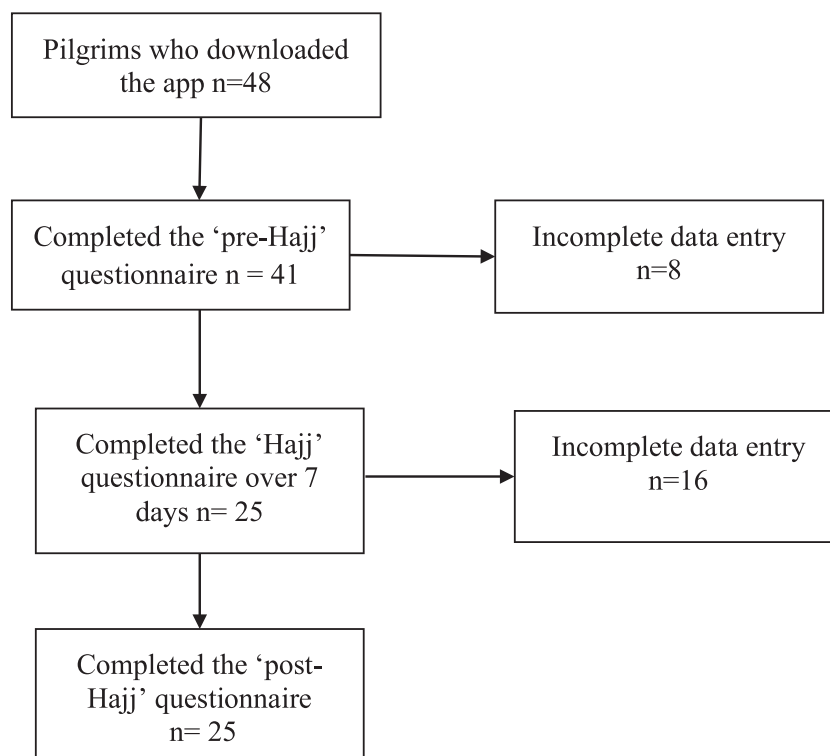 Pilgrims who downloaded
the app n=48
Completed the ‘pre-Hajj’
questionnaire n = 41
Incomplete data entry
n=8
Completed the ‘Hajj’
questionnaire over 7
days n= 25
Incomplete data entry
n=16
Completed the ‘post-
Hajj’ questionnaire
n= 25